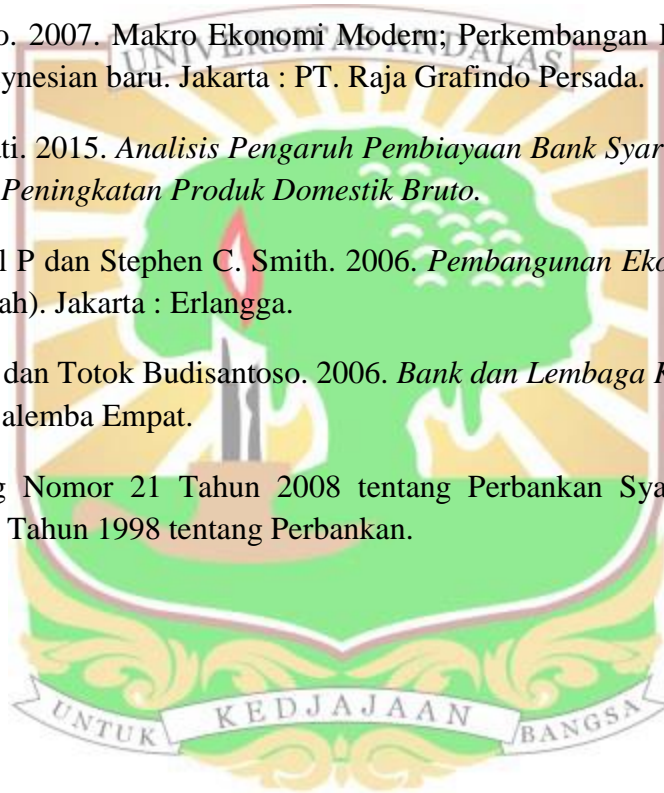 o. 2007. Makro Ekonomi Modern; Perkembangan
UNIVERSITAS ANDALAS
ynesian baru. Jakarta : PT. Raja Grafindo Persada.
ti. 2015. Analisis Pengaruh Pembiayaan Bank Syar
Peningkatan Produk Domestik Bruto.
l P dan Stephen C. Smith. 2006. Pembangunan Eko
ah). Jakarta : Erlangga.
dan Totok Budisantoso. 2006. Bank dan Lembaga K
alemba Empat.
g Nomor 21 Tahun 2008 tentang Perbankan Sya
Tahun 1998 tentang Perbankan.
UNTUK KEDJAJAAN BANGSA